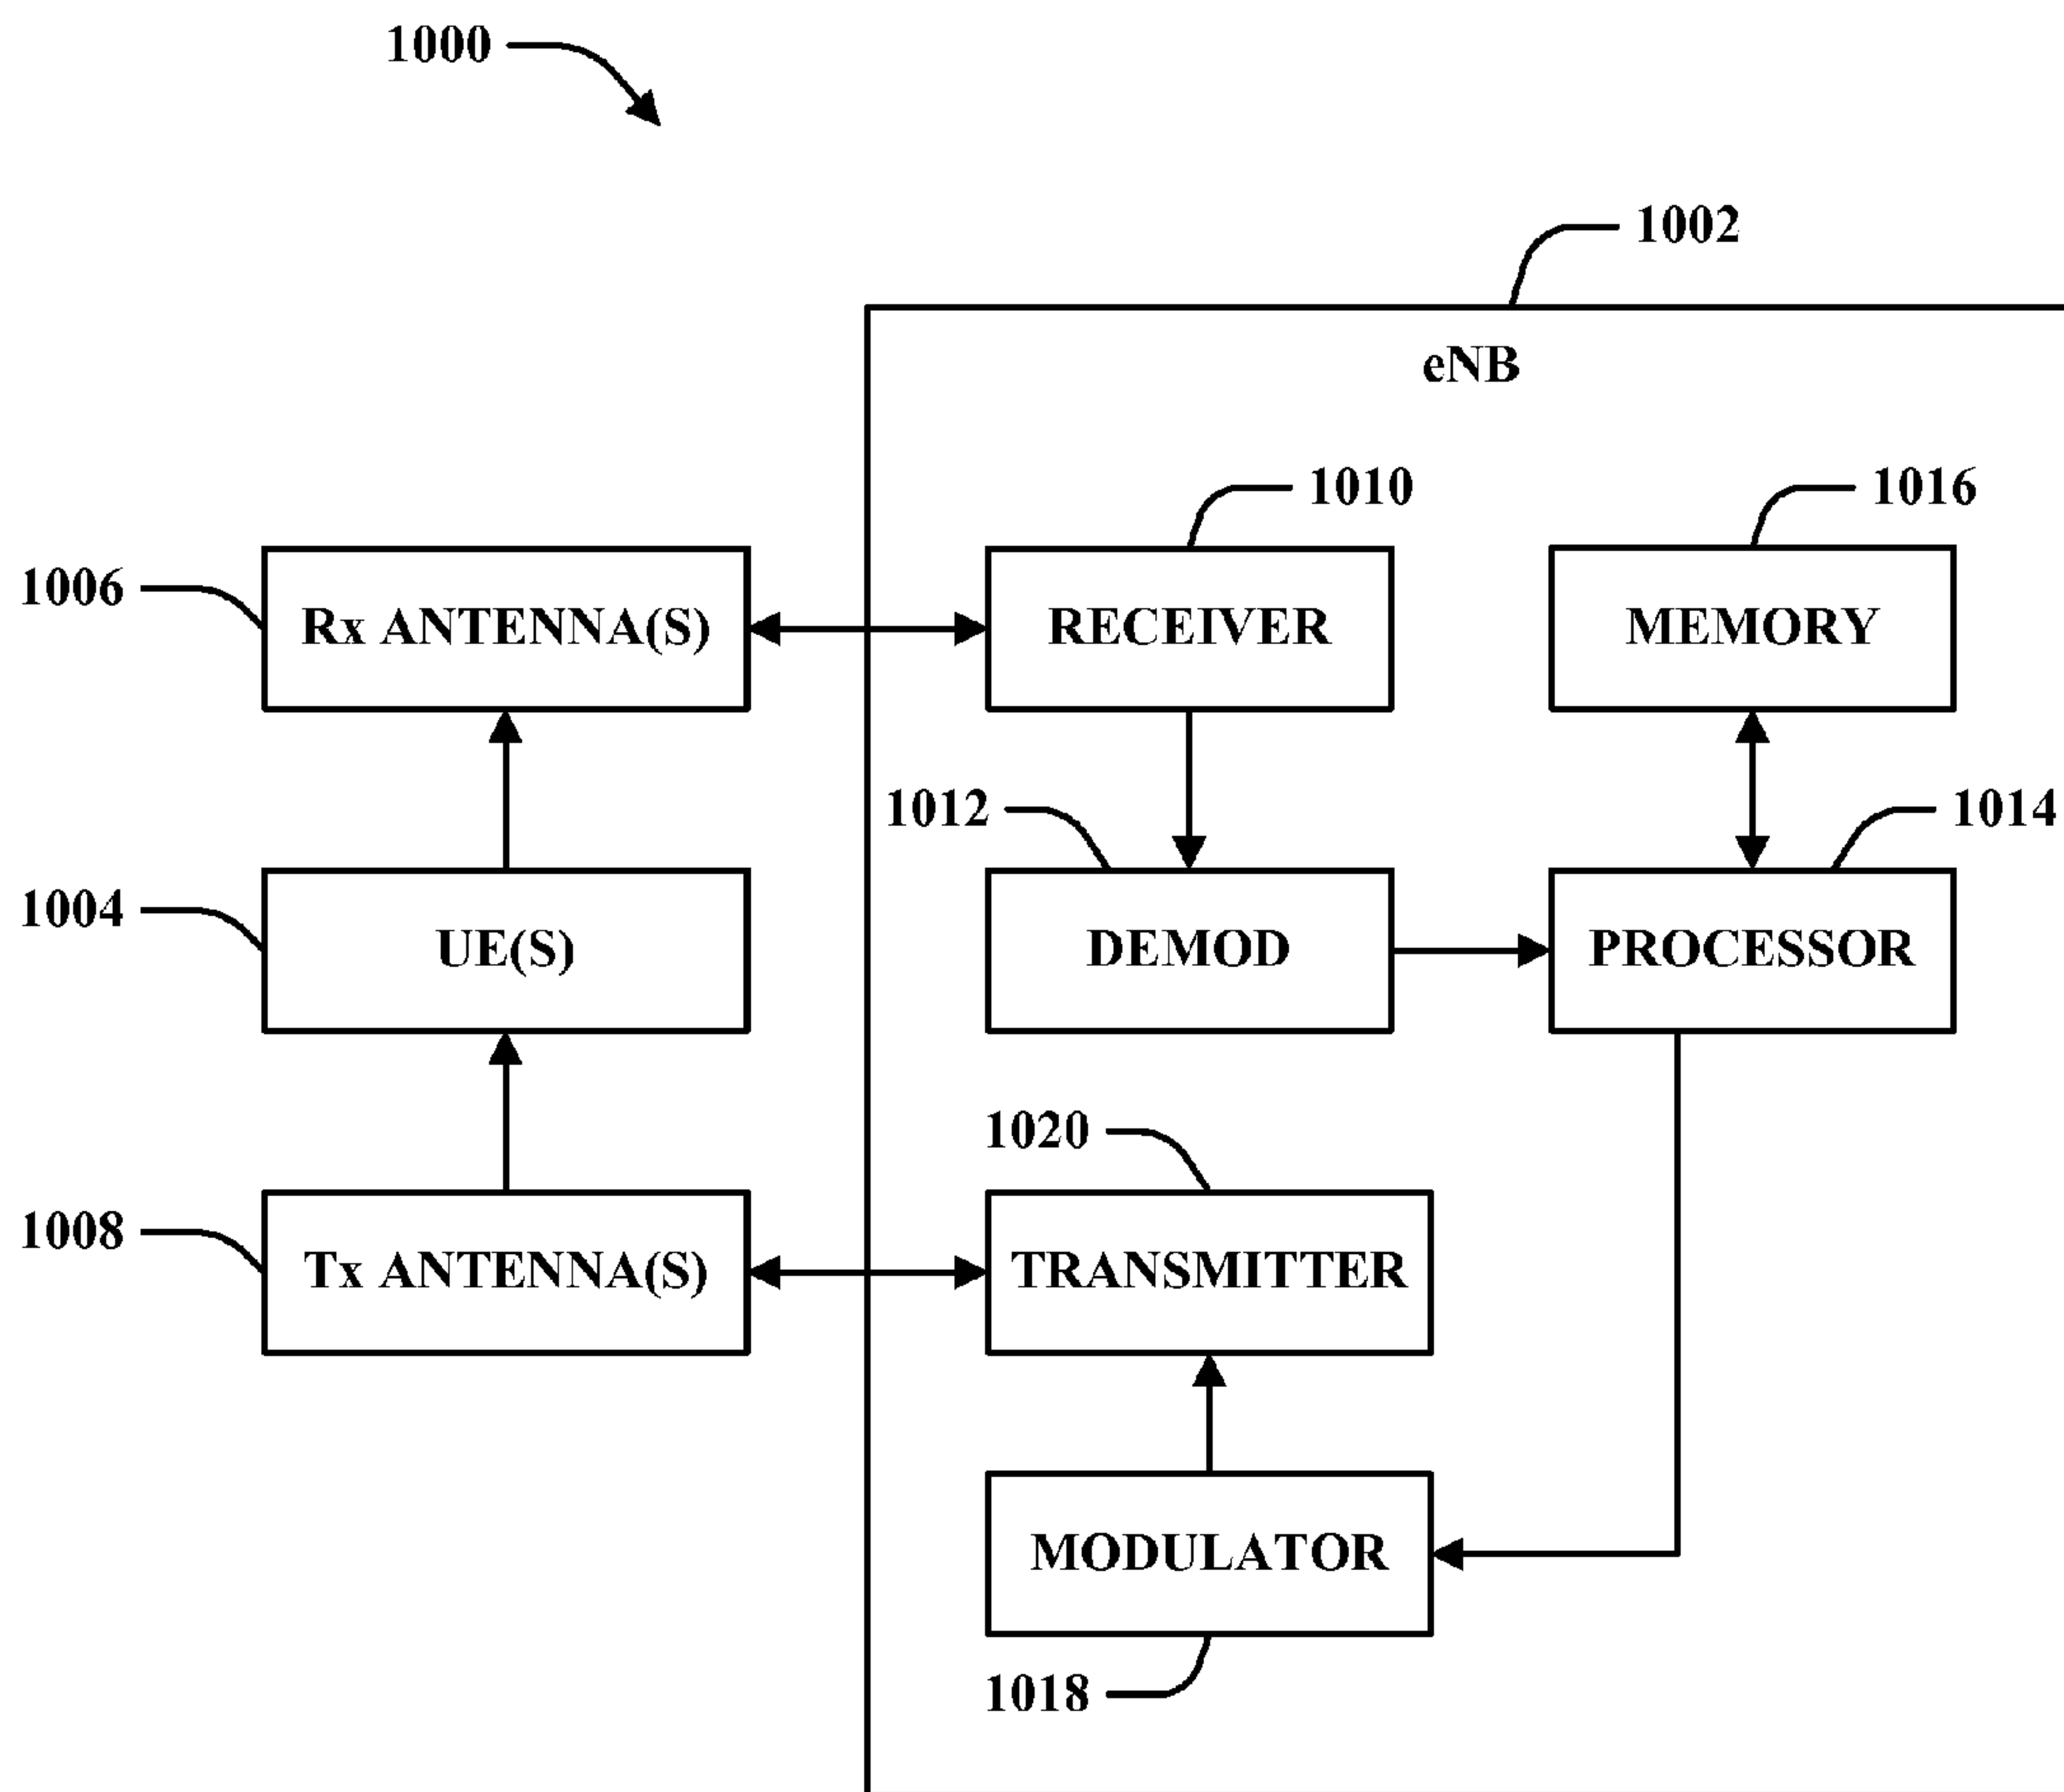 1000
1002
eNB
1010
1016
1006
Rx ANTENNA(S)
RECEIVER
MEMORY
1012
1014
1004
UE(S)
DEMOD
PROCESSOR
1020
1008
Tx ANTENNA(S)
TRANSMITTER
MODULATOR
1018